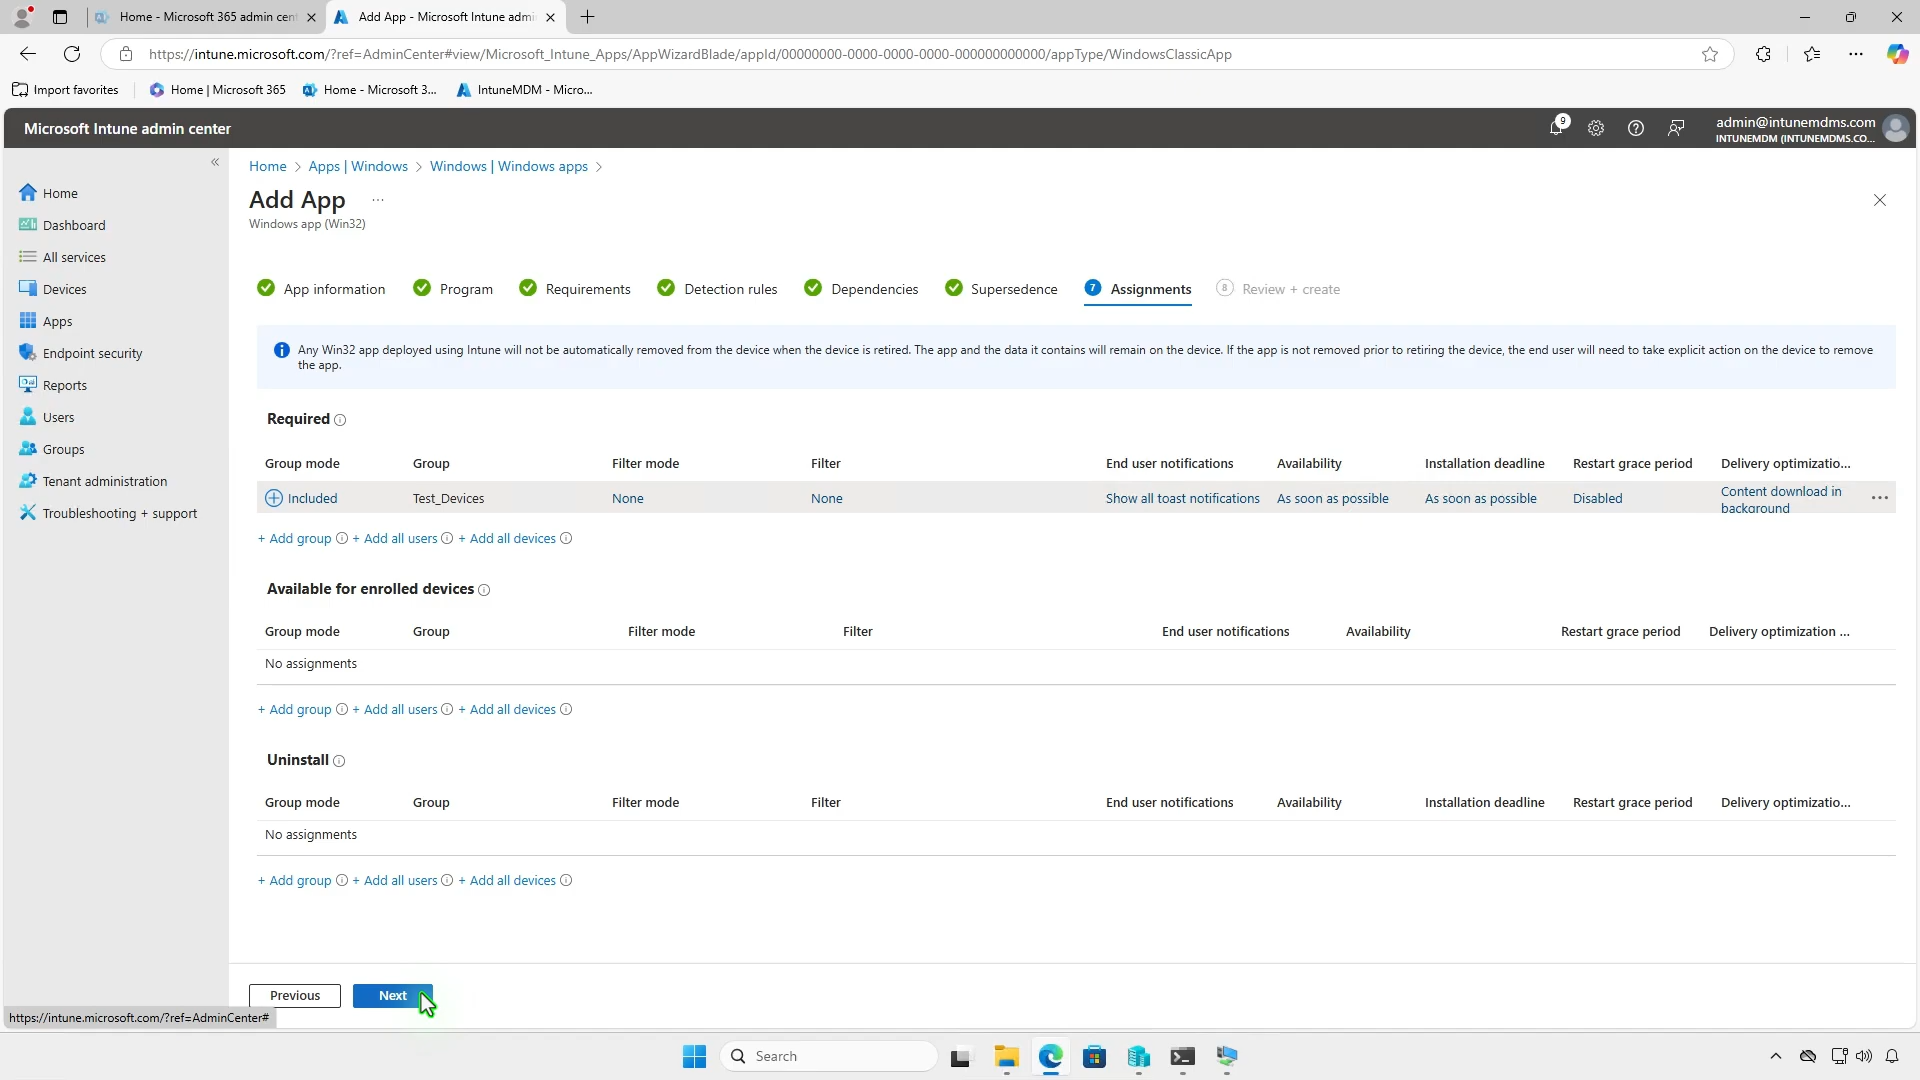 Home - Microsoft 365 admin cent
Add App - Microsoft Intune admi
https://intune.microsoft.com/?ref=AdminCenter#view/Microsoft_Intune_Apps/AppWizardBlade/appId/00000000-0000-0000-0000-000000000000/appType/WindowsClassicApp
Import favorites
Home | Microsoft 365
Home - Microsoft 3...
IntuneMDM - Micro...
Microsoft Intune admin center
9
admin@intunemdms.com
INTUNEMDM (INTUNEMDMS.CO...
Home
Dashboard
All services
Devices
Apps
Endpoint security
Reports
Users
Groups
Tenant administration
Troubleshooting + support
Home > Apps | Windows > Windows | Windows apps >
Add App ...
Windows app (Win32)
App information
Program
Requirements
Detection rules
Dependencies
Supersedence
7 Assignments
8 Review + create
Any Win32 app deployed using Intune will not be automatically removed from the device when the device is retired. The app and the data it contains will remain on the device. If the app is not removed prior to retiring the device, the end user will need to take explicit action on the device to remove
the app.
Required
Group mode Group Filter mode Filter End user notifications Availability Installation deadline Restart grace period Delivery optimizatio...
Included Test_Devices None None Show all toast notifications As soon as possible As soon as possible Disabled Content download in
background
+ Add group + Add all users + Add all devices
Available for enrolled devices
Group mode Group Filter mode Filter End user notifications Availability Restart grace period Delivery optimization ...
No assignments
+ Add group + Add all users + Add all devices
Uninstall
Group mode Group Filter mode Filter End user notifications Availability Installation deadline Restart grace period Delivery optimizatio...
No assignments
+ Add group + Add all users + Add all devices
Previous
Next
https://intune.microsoft.com/?ref=AdminCenter#
Search